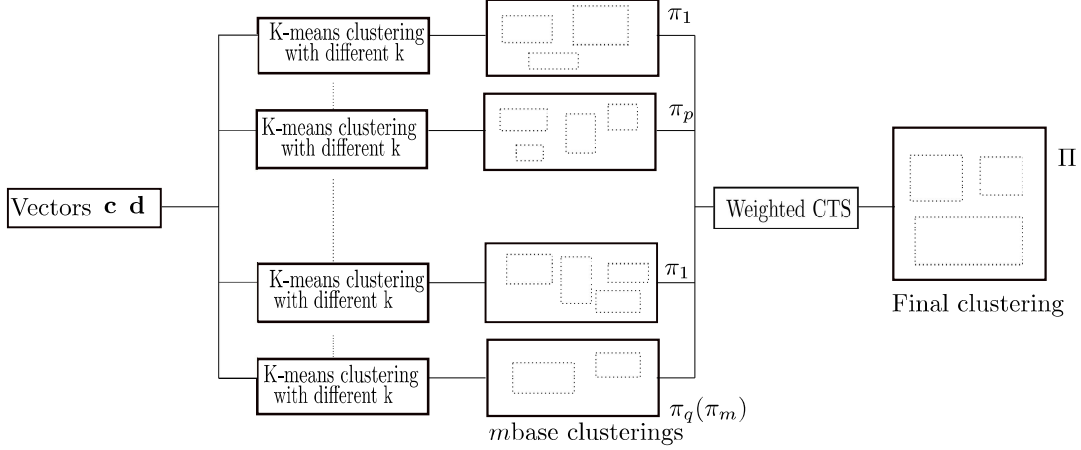 K-means clustering
with different k
π₁
K-means clustering
with different k
πₚ
Vectors c d
Weighted CTS
Π
K-means clustering
with different k
π₁
Final clustering
K-means clustering
with different k
π_q(πₘ)
mbase clusterings